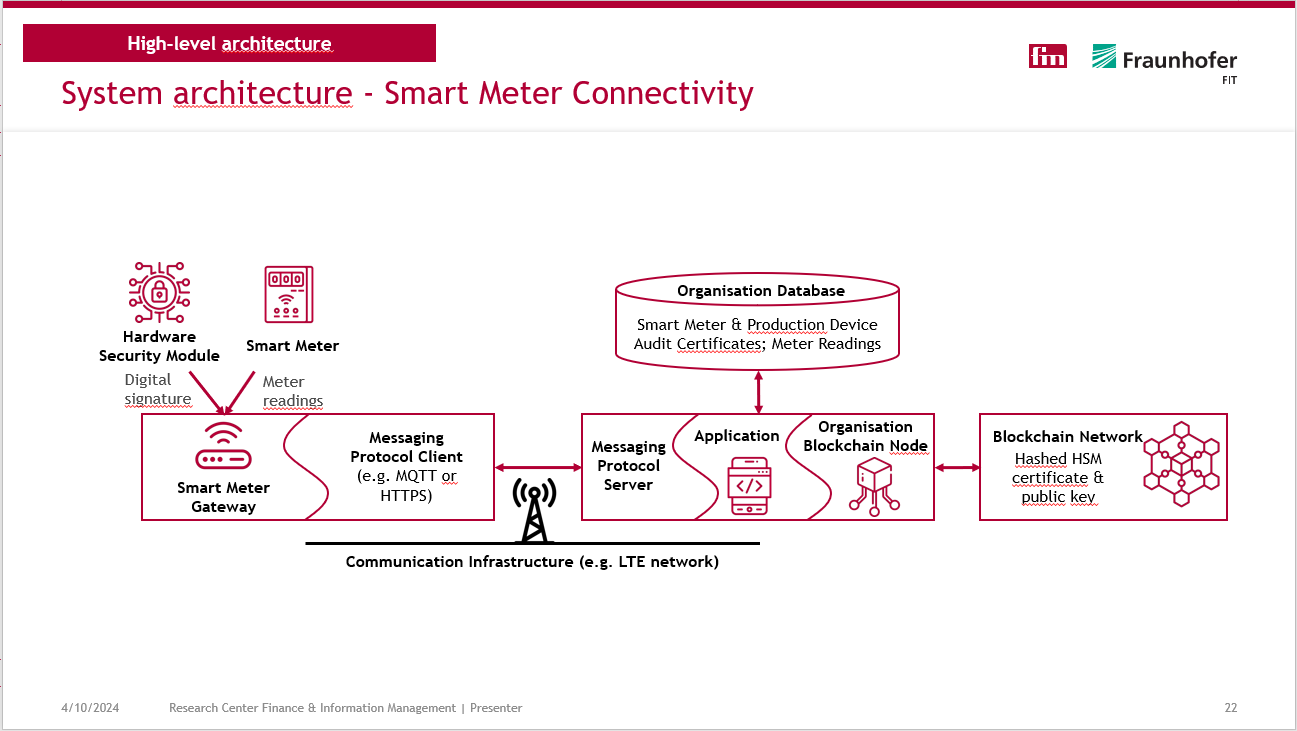 High-level architecture
fim
Fraunhofer
FIT
System architecture - Smart Meter Connectivity
Hardware
Security Module
Smart Meter
Digital
signature
Meter
readings
Organisation Database
Smart Meter & Production Device
Audit Certificates; Meter Readings
Smart Meter
Gateway
Messaging
Protocol Client
(e.g. MQTT or
HTTPS)
Messaging
Protocol
Server
Application
Organisation
Blockchain Node
Blockchain Network
Hashed HSM
certificate &
public key
Communication Infrastructure (e.g. LTE network)
4/10/2024
Research Center Finance & Information Management | Presenter
22